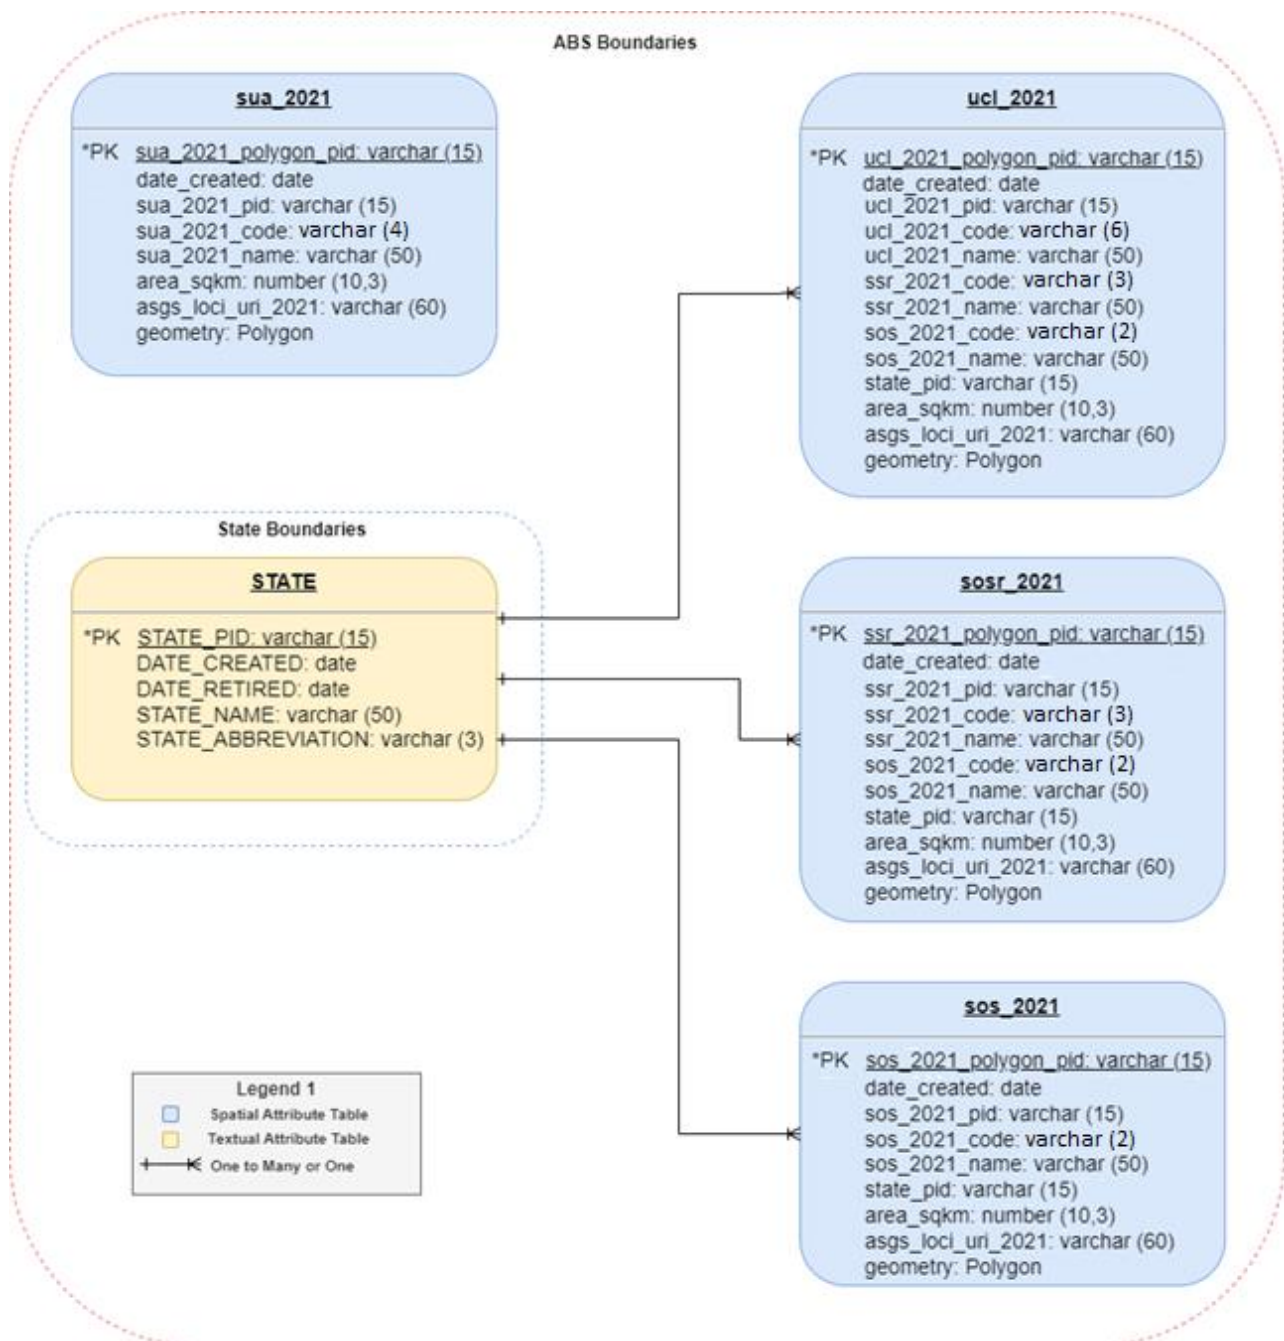 ABS Boundaries
sua_2021
*PK sua_2021_polygon_pid: varchar (15)
date_created: date
sua_2021_pid: varchar (15)
sua_2021_code: varchar (4)
sua_2021_name: varchar (50)
area_sqkm: number (10,3)
asgs_loci_uri_2021: varchar (60)
geometry: Polygon
ucl_2021
*PK ucl_2021_polygon_pid: varchar (15)
date_created: date
ucl_2021_pid: varchar (15)
ucl_2021_code: varchar (6)
ucl_2021_name: varchar (50)
ssr_2021_code: varchar (3)
ssr_2021_name: varchar (50)
sos_2021_code: varchar (2)
sos_2021_name: varchar (50)
state_pid: varchar (15)
area_sqkm: number (10,3)
asgs_loci_uri_2021: varchar (60)
geometry: Polygon
State Boundaries
STATE
*PK STATE_PID: varchar (15)
DATE_CREATED: date
DATE_RETIRED: date
STATE_NAME: varchar (50)
STATE_ABBREVIATION: varchar (3)
sosr_2021
*PK ssr_2021_polygon_pid: varchar (15)
date_created: date
ssr_2021_pid: varchar (15)
ssr_2021_code: varchar (3)
ssr_2021_name: varchar (50)
sos_2021_code: varchar (2)
sos_2021_name: varchar (50)
state_pid: varchar (15)
area_sqkm: number (10,3)
asgs_loci_uri_2021: varchar (60)
geometry: Polygon
sos_2021
*PK sos_2021_polygon_pid: varchar (15)
date_created: date
sos_2021_pid: varchar (15)
sos_2021_code: varchar (2)
sos_2021_name: varchar (50)
state_pid: varchar (15)
area_sqkm: number (10,3)
asgs_loci_uri_2021: varchar (60)
geometry: Polygon
Legend 1
Spatial Attribute Table
Textual Attribute Table
One to Many or One